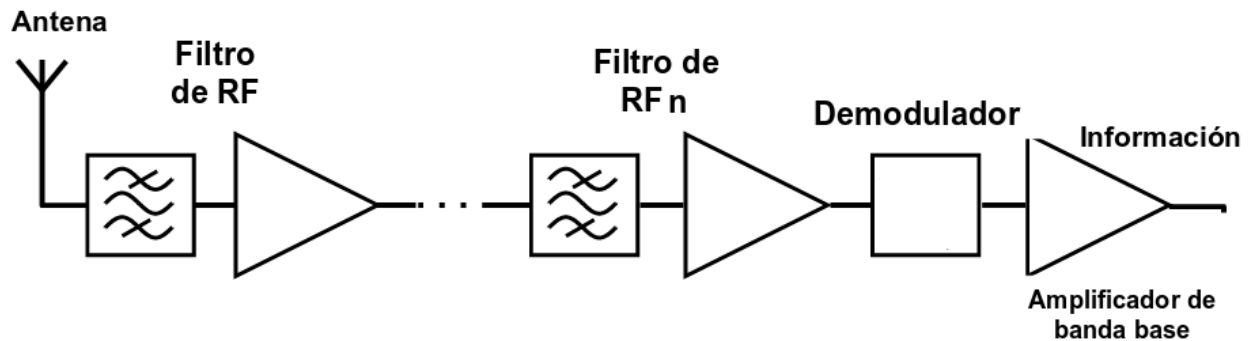 Antena
Filtro
de RF
Filtro de
RF n
Demodulador
Información
Amplificador de
banda base